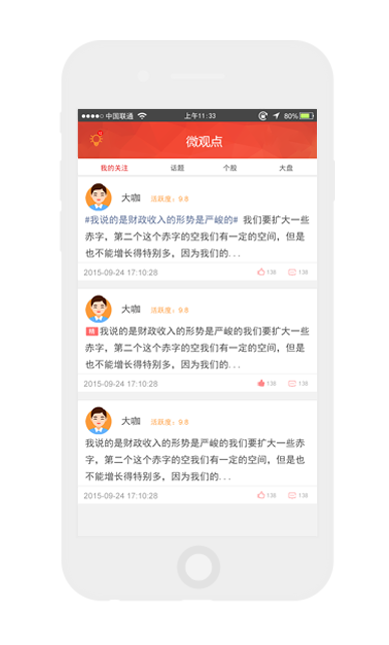 中国联通
上午11:33
80%
微观点
我的关注 话题 个股 大盘
大咖 活跃度：9.8
#我说的是财政收入的形势是严峻的# 我们要扩大一些
赤字，第二个这个赤字的空我们有一定的空间，但是
也不能增长得特别多，因为我们的...
2015-09-24 17:10:28 136 136
大咖 活跃度：9.8
我说的是财政收入的形势是严峻的我们要扩大一些
赤字，第二个这个赤字的空我们有一定的空间，但是
也不能增长得特别多，因为我们的...
2015-09-24 17:10:28 136 136
大咖 活跃度：9.8
我说的是财政收入的形势是严峻的我们要扩大一些赤
字，第二个这个赤字的空我们有一定的空间，但是也
不能增长得特别多，因为我们的...
2015-09-24 17:10:28 136 136